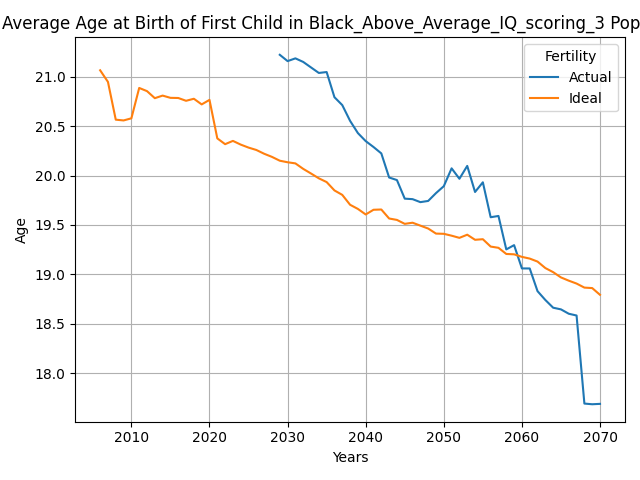 Average Age at Birth of First Child in Black_Above_Average_IQ_scoring_3 Pop
Fertility
Actual
Ideal
21.0
20.5
20.0
19.5
19.0
18.5
18.0
Age
2010 2020 2030 2040 2050 2060 2070
Years